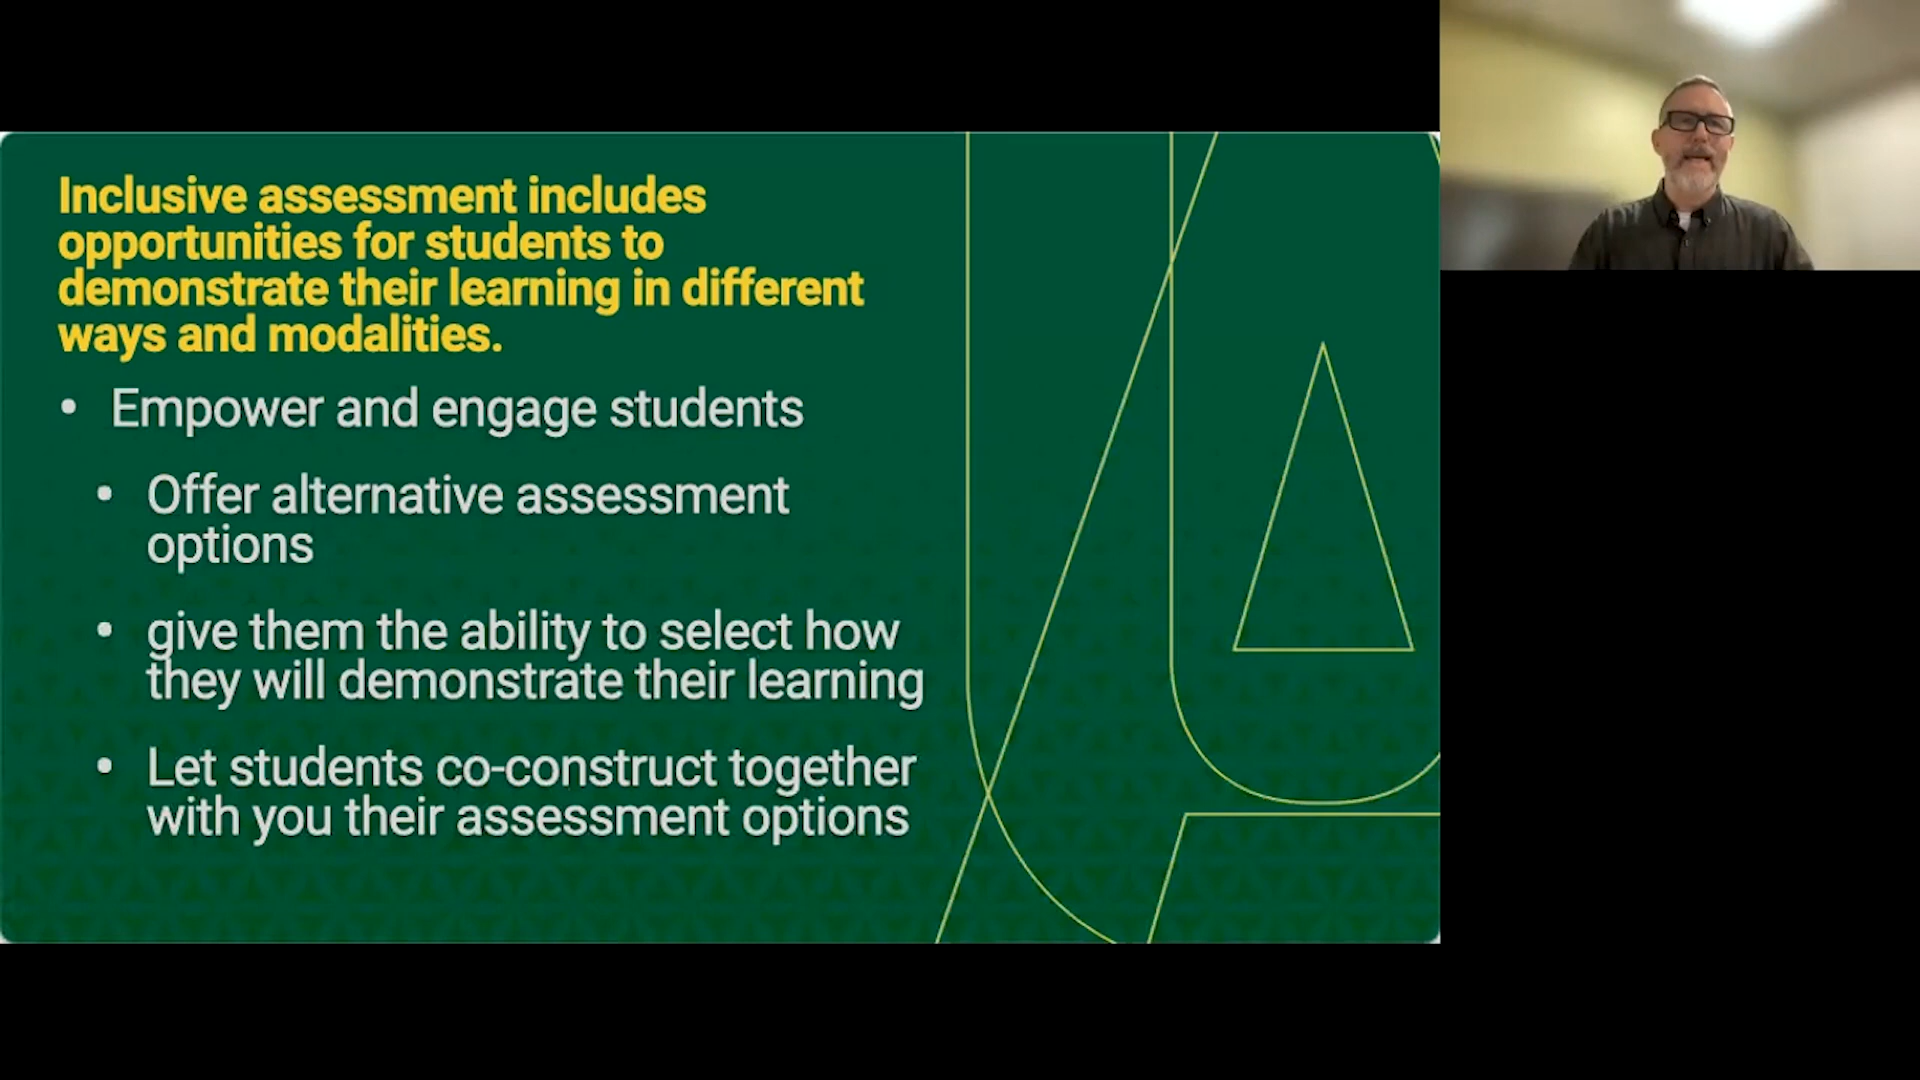 Inclusive assessment includes
opportunities for students to
demonstrate their learning in different
ways and modalities.
• Empower and engage students
• Offer alternative assessment
options
• give them the ability to select how
they will demonstrate their learning
• Let students co-construct together
with you their assessment options